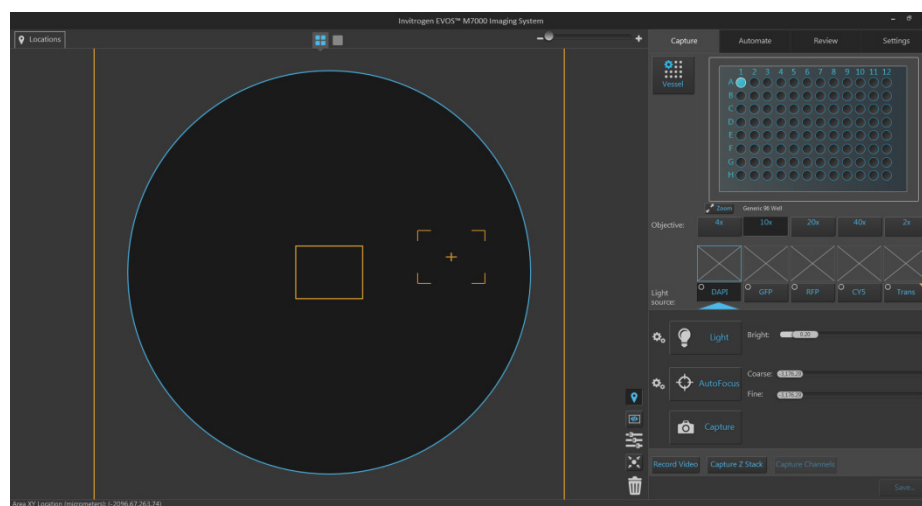 Invitrogen EVOS™ M7000 Imaging System
Locations
Capture Automate Review Settings
Vessel
1 2 3 4 5 6 7 8 9 10 11 12
A
B
C
D
E
F
G
H
Zoom Generic 96 Well
Objective: 4x 10x 20x 40x 2x
Light source: DAPI GFP RFP CY5 Trans
Light Bright: 0.00
AutoFocus Coarse:
Fine:
Capture
Record Video Capture Z Stack Capture Channels
Save...
Area XY Location (micrometers): (-2096.67,263.74)